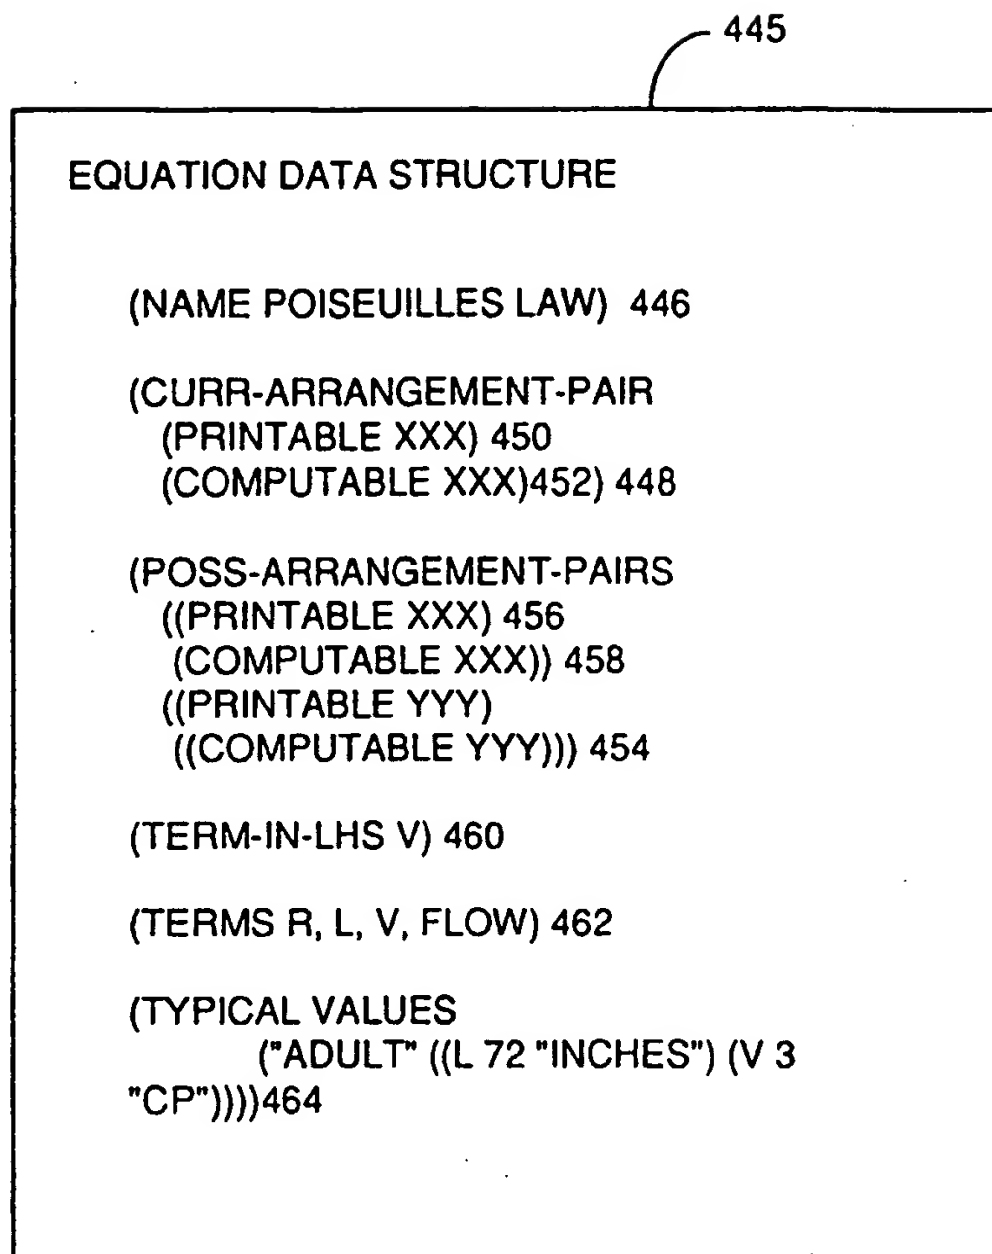 445
EQUATION DATA STRUCTURE
(NAME POISEUILLES LAW) 446
(CURR-ARRANGEMENT-PAIR
(PRINTABLE XXX) 450
(COMPUTABLE XXX)452) 448
(POSS-ARRANGEMENT-PAIRS
((PRINTABLE XXX) 456
(COMPUTABLE XXX)) 458
((PRINTABLE YYY)
((COMPUTABLE YYY))) 454
(TERM-IN-LHS V) 460
(TERMS R, L, V, FLOW) 462
(TYPICAL VALUES
("ADULT" ((L 72 "INCHES") (V 3
"CP"))))464